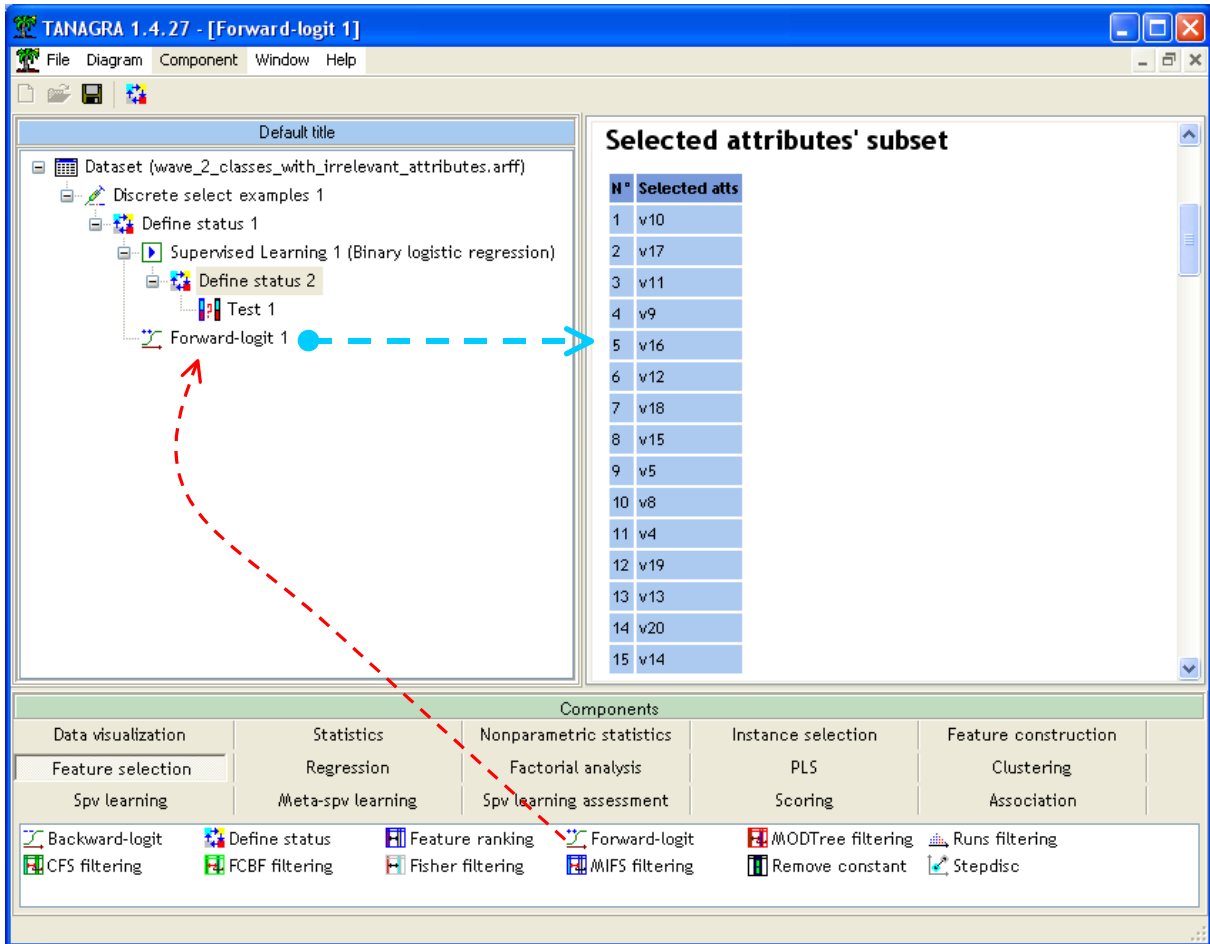 TANAGRA 1.4.27 - [Forward-logit 1]
File Diagram Component Window Help
Default title
Dataset (wave_2_classes_with_irrelevant_attributes.arff)
Discrete select examples 1
Define status 1
Supervised Learning 1 (Binary logistic regression)
Define status 2
Test 1
Forward-logit 1
Selected attributes' subset
N° Selected atts
1 v10
2 v17
3 v11
4 v9
5 v16
6 v12
7 v18
8 v15
9 v5
10 v8
11 v4
12 v19
13 v13
14 v20
15 v14
Components
Data visualization Statistics Nonparametric statistics Instance selection Feature construction
Feature selection Regression Factorial analysis PLS Clustering
Spv learning Meta-spv learning Spv learning assessment Scoring Association
Backward-logit Define status Feature ranking Forward-logit MODTree filtering Runs filtering
CFS filtering FCBF filtering Fisher filtering MIFS filtering Remove constant Stepdisc